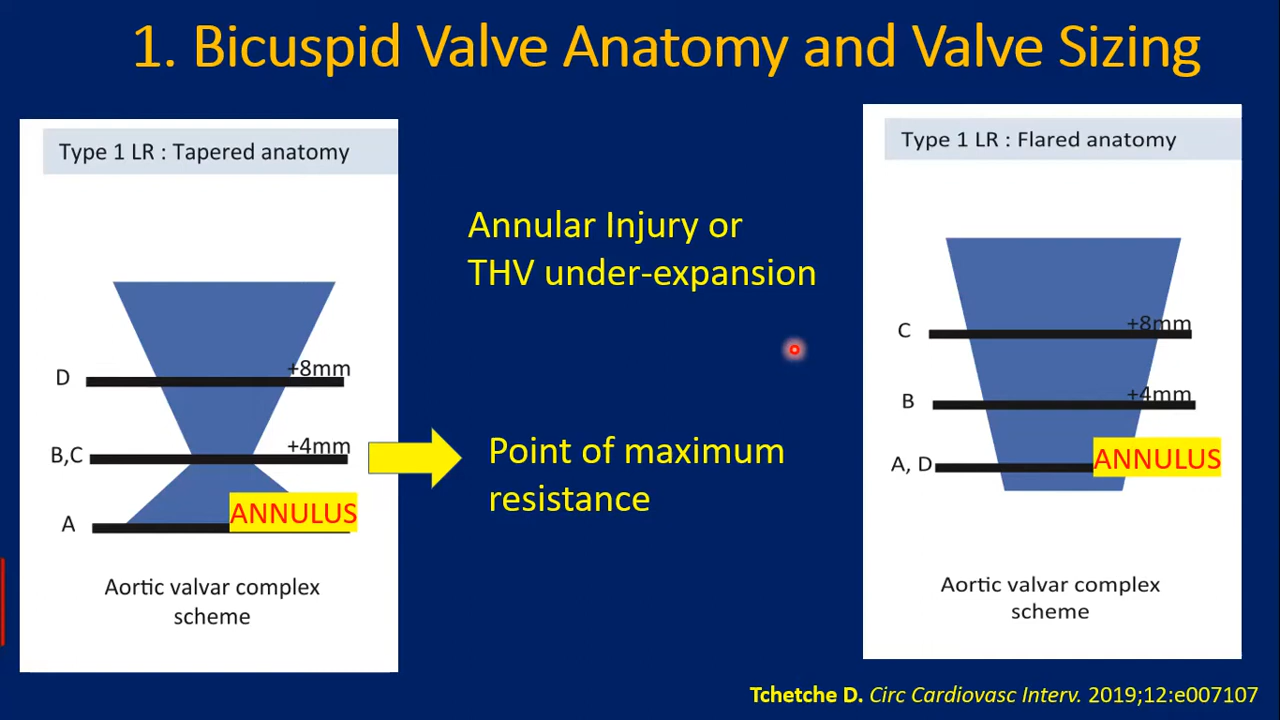 1. Bicuspid Valve Anatomy and Valve Sizing
Type 1 LR : Tapered anatomy
D
+8mm
B,C
+4mm
ANNULUS
A
Aortic valvar complex
scheme
Annular Injury or
THV under-expansion
Point of maximum
resistance
Type 1 LR : Flared anatomy
C
+8mm
B
+4mm
A, D
ANNULUS
Aortic valvar complex
scheme
Tchetche D. Circ Cardiovasc Interv. 2019;12:e007107